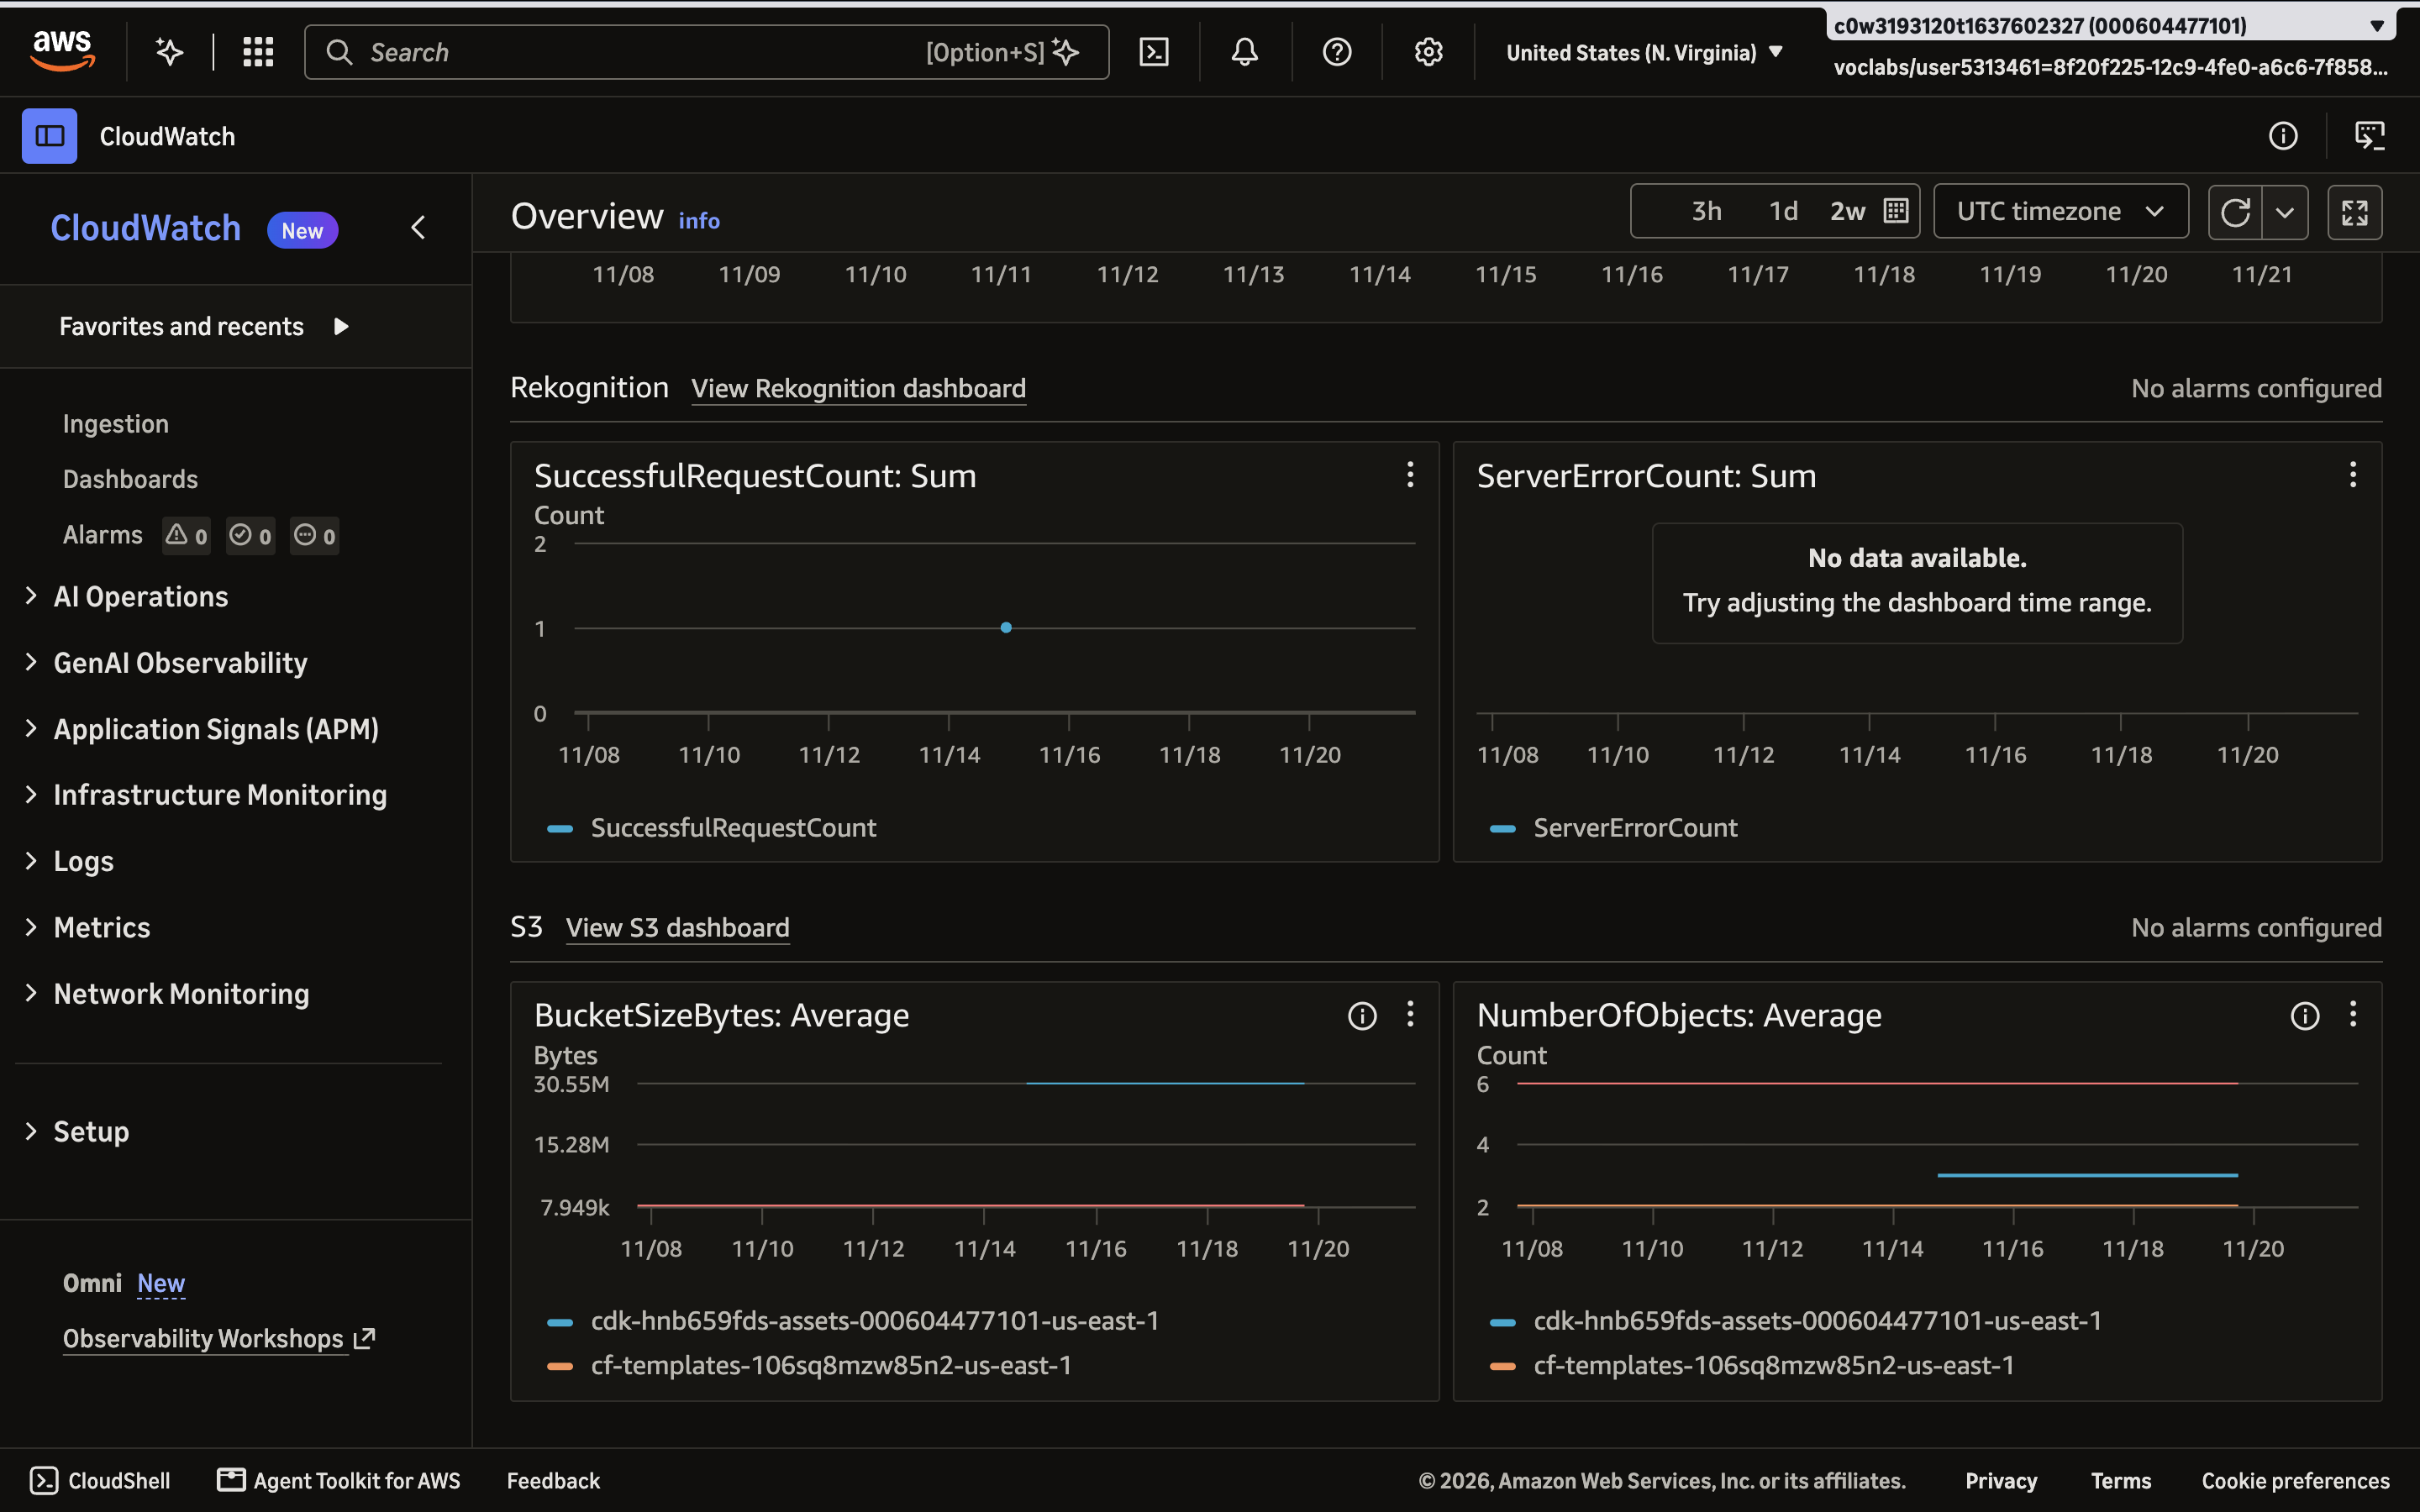 aws
Search [Option+S]
United States (N. Virginia)
c0w3193120t1637602327 (000604477101)
voclabs/user5313461=8f20f225-12c9-4fe0-a6c6-7f858...
CloudWatch
CloudWatch New
Favorites and recents
Ingestion
Dashboards
Alarms 0 0 0
AI Operations
GenAI Observability
Application Signals (APM)
Infrastructure Monitoring
Logs
Metrics
Network Monitoring
Setup
Omni New
Observability Workshops
Overview info
3h 1d 2w
UTC timezone
11/08 11/09 11/10 11/11 11/12 11/13 11/14 11/15 11/16 11/17 11/18 11/19 11/20 11/21
Rekognition View Rekognition dashboard
No alarms configured
SuccessfulRequestCount: Sum
Count
2
1
0
11/08 11/10 11/12 11/14 11/16 11/18 11/20
SuccessfulRequestCount
ServerErrorCount: Sum
No data available.
Try adjusting the dashboard time range.
11/08 11/10 11/12 11/14 11/16 11/18 11/20
ServerErrorCount
S3 View S3 dashboard
No alarms configured
BucketSizeBytes: Average
Bytes
30.55M
15.28M
7.949k
11/08 11/10 11/12 11/14 11/16 11/18 11/20
cdk-hnb659fds-assets-000604477101-us-east-1
cf-templates-106sq8mzw85n2-us-east-1
NumberOfObjects: Average
Count
6
4
2
11/08 11/10 11/12 11/14 11/16 11/18 11/20
cdk-hnb659fds-assets-000604477101-us-east-1
cf-templates-106sq8mzw85n2-us-east-1
CloudShell
Agent Toolkit for AWS
Feedback
© 2026, Amazon Web Services, Inc. or its affiliates.
Privacy
Terms
Cookie preferences